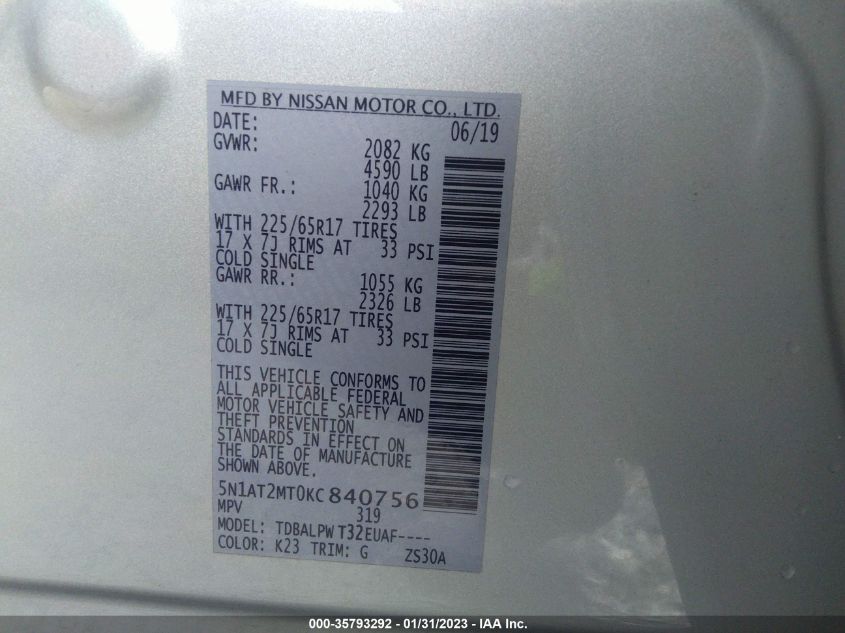 MFD BY NISSAN MOTOR CO., LTD.
DATE: 06/19
GVWR: 2082 KG
4590 LB
GAWR FR.: 1040 KG
2293 LB
WITH 225/65R17 TIRES
17 X 7J RIMS AT 33 PSI
COLD SINGLE
GAWR RR.: 1055 KG
2326 LB
WITH 225/65R17 TIRES
17 X 7J RIMS AT 33 PSI
COLD SINGLE
THIS VEHICLE CONFORMS TO
ALL APPLICABLE FEDERAL
MOTOR VEHICLE SAFETY AND
THEFT PREVENTION
STANDARDS IN EFFECT ON
THE DATE OF MANUFACTURE
SHOWN ABOVE.
5N1AT2MT0KC840756
MPV 319
MODEL: TDBALPW T32EUAF----
COLOR: K23 TRIM: G ZS30A
000-35793292 - 01/31/2023 - IAA Inc.